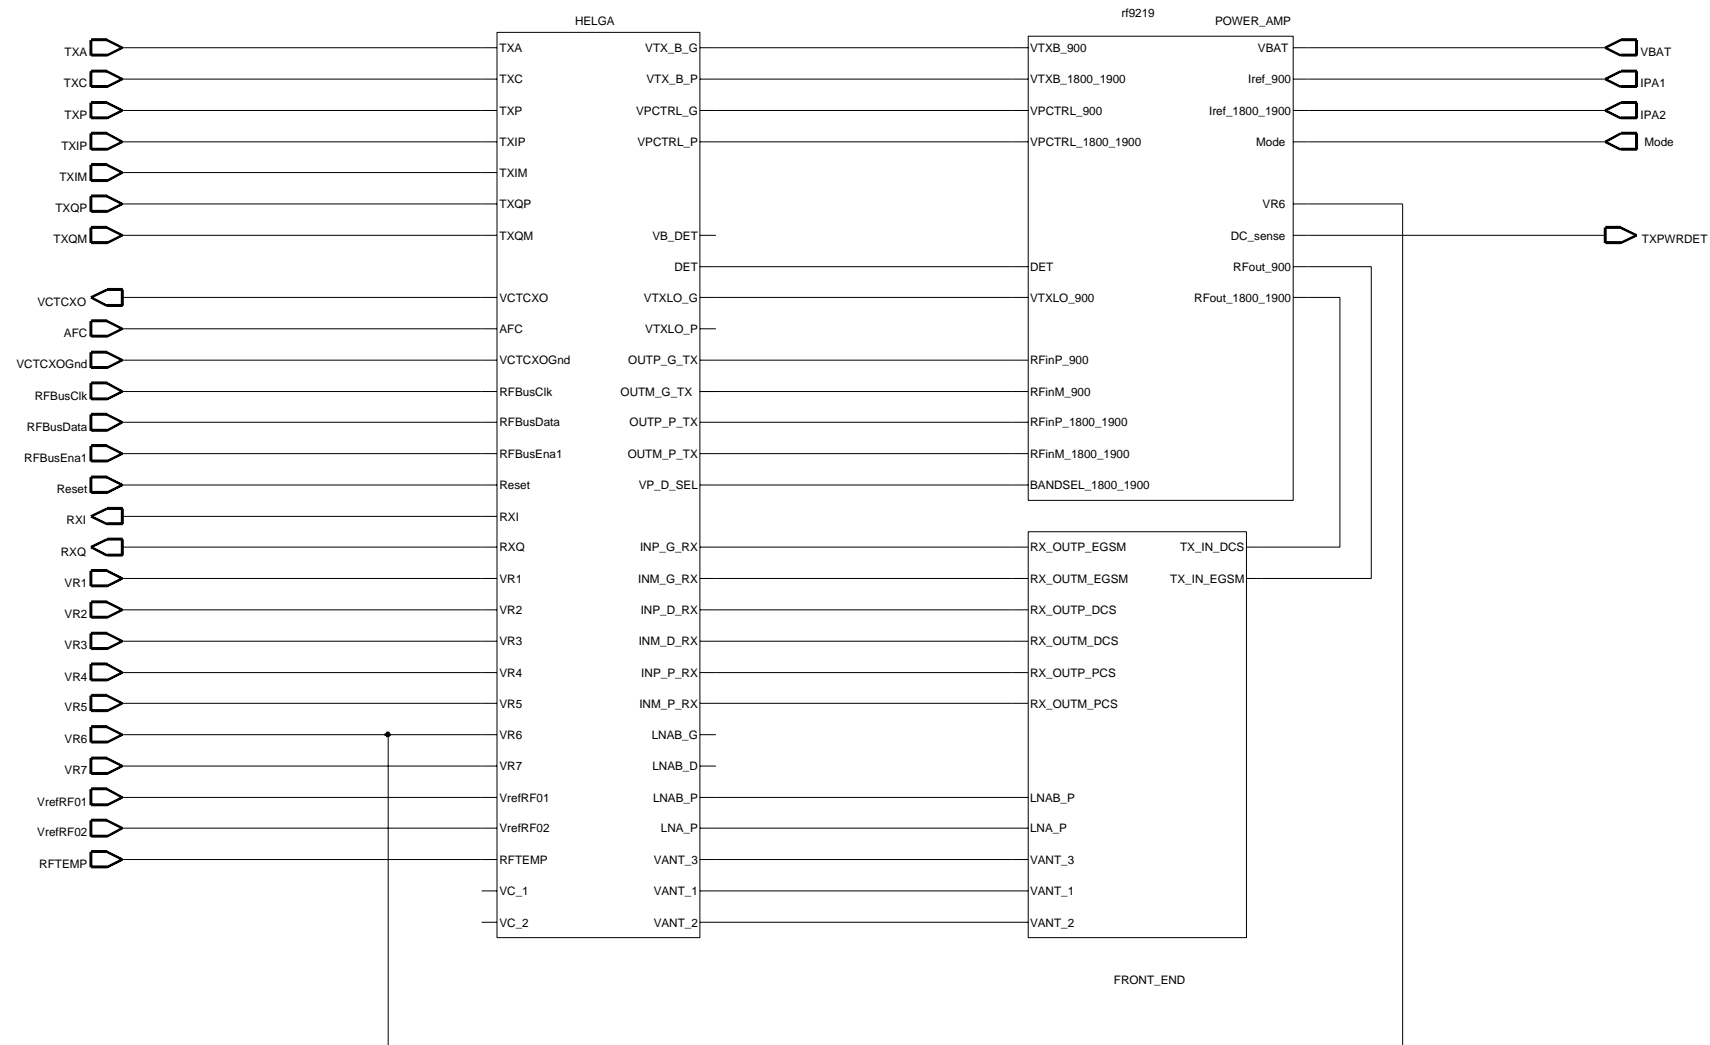 rf9219
HELGA
POWER_AMP
TXA TXA VTX_B_G VTXB_900 VBAT VBAT
TXC TXC VTX_B_P VTXB_1800_1900 Iref_900 IPA1
TXP TXP VPCTRL_G VPCTRL_900 Iref_1800_1900 IPA2
TXIP TXIP VPCTRL_P VPCTRL_1800_1900 Mode Mode
TXIM TXIM
TXQP TXQP VR6
TXQM TXQM VB_DET DC_sense TXPWRDET
DET DET RFout_900
VCTCXO VCTCXO VTXLO_G VTXLO_900 RFout_1800_1900
AFC AFC VTXLO_P
VCTCXOGnd VCTCXOGnd OUTP_G_TX RFinP_900
RFBusClk RFBusClk OUTM_G_TX RFinM_900
RFBusData RFBusData OUTP_P_TX RFinP_1800_1900
RFBusEna1 RFBusEna1 OUTM_P_TX RFinM_1800_1900
Reset Reset VP_D_SEL BANDSEL_1800_1900
RXI RXI
RXQ RXQ INP_G_RX RX_OUTP_EGSM TX_IN_DCS
VR1 VR1 INM_G_RX RX_OUTM_EGSM TX_IN_EGSM
VR2 VR2 INP_D_RX RX_OUTP_DCS
VR3 VR3 INM_D_RX RX_OUTM_DCS
VR4 VR4 INP_P_RX RX_OUTP_PCS
VR5 VR5 INM_P_RX RX_OUTM_PCS
VR6 VR6 LNAB_G
VR7 VR7 LNAB_D
VrefRF01 VrefRF01 LNAB_P LNAB_P
VrefRF02 VrefRF02 LNA_P LNA_P
RFTEMP RFTEMP VANT_3 VANT_3
VC_1 VANT_1 VANT_1
VC_2 VANT_2 VANT_2
FRONT_END